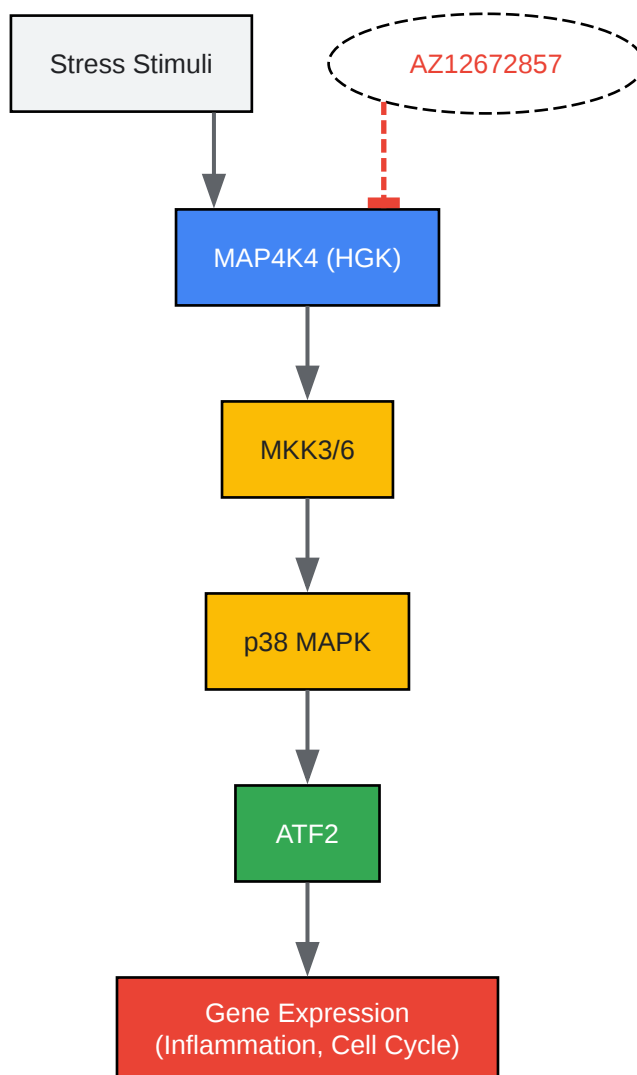 Stress Stimuli
AZ12672857
MAP4K4 (HGK)
MKK3/6
p38 MAPK
ATF2
Gene Expression
(Inflammation, Cell Cycle)